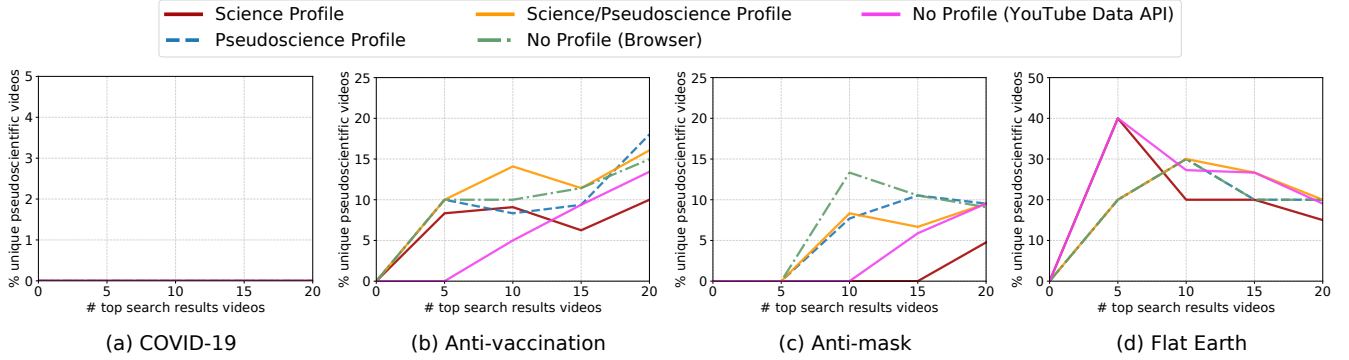 Science Profile
Pseudoscience Profile
Science/Pseudoscience Profile
No Profile (Browser)
No Profile (YouTube Data API)
% unique pseudoscientific videos
5
4
3
2
1
0
0 5 10 15 20
# top search results videos
(a) COVID-19
% unique pseudoscientific videos
25
20
15
10
5
0
0 5 10 15 20
# top search results videos
(b) Anti-vaccination
% unique pseudoscientific videos
25
20
15
10
5
0
0 5 10 15 20
# top search results videos
(c) Anti-mask
% unique pseudoscientific videos
50
40
30
20
10
0
0 5 10 15 20
# top search results videos
(d) Flat Earth